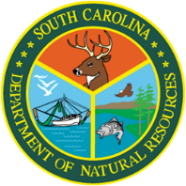 SOUTH CAROLINA
DEPARTMENT OF NATURAL RESOURCES